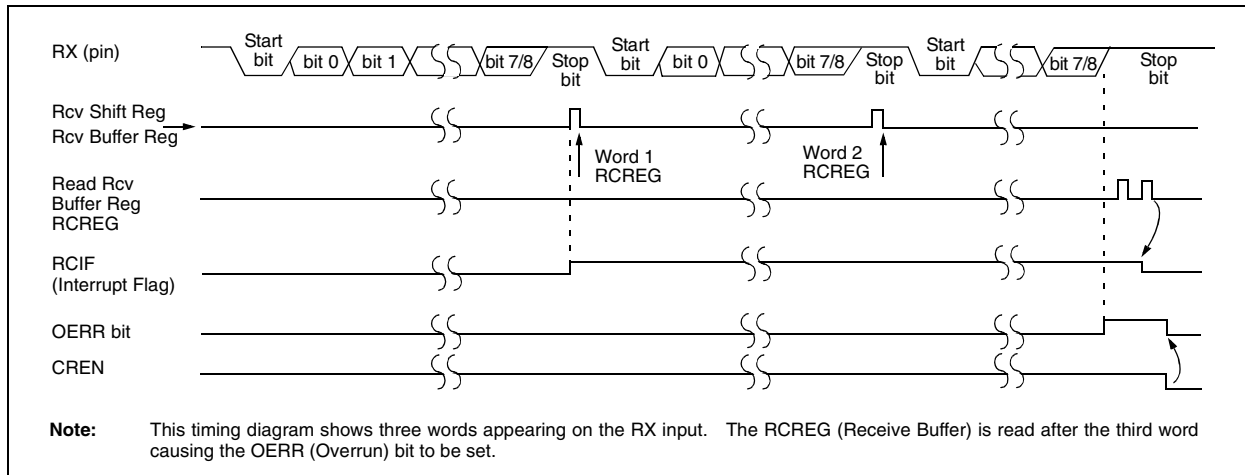 RX (pin)
Start
bit
bit 0
bit 1
bit 7/8
Stop
bit
Start
bit
bit 0
bit 7/8
Stop
bit
Start
bit
bit 7/8
Stop
bit
Rcv Shift Reg
Rcv Buffer Reg
Word 1
RCREG
Word 2
RCREG
Read Rcv
Buffer Reg
RCREG
RCIF
(Interrupt Flag)
OERR bit
CREN
Note: This timing diagram shows three words appearing on the RX input. The RCREG (Receive Buffer) is read after the third word
causing the OERR (Overrun) bit to be set.